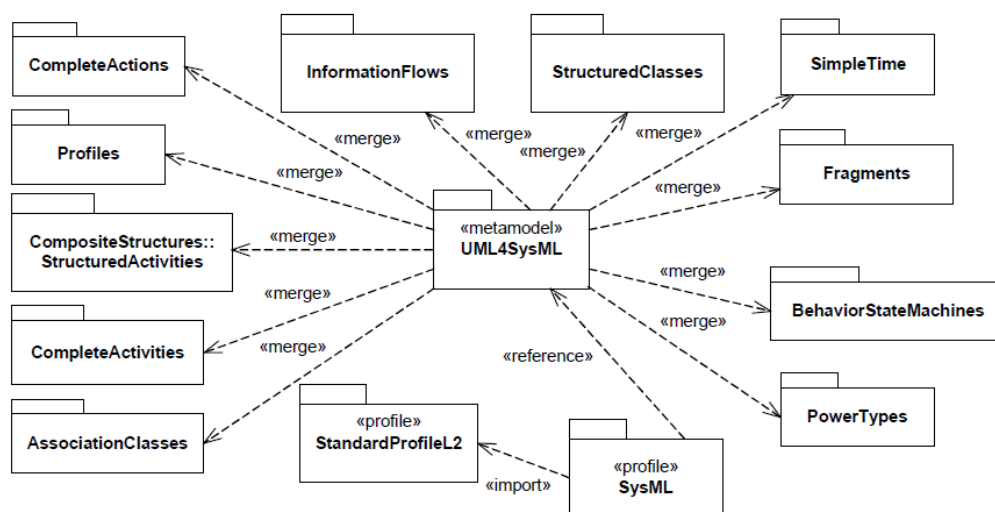 CompleteActions
InformationFlows
StructuredClasses
SimpleTime
«merge»
«merge»
«merge»
«merge»
Profiles
«merge»
«merge»
Fragments
CompositeStructures::
StructuredActivities
«merge»
«metamodel»
UML4SysML
«merge»
«merge»
BehaviorStateMachines
CompleteActivities
«merge»
«merge»
«reference»
AssociationClasses
«profile»
StandardProfileL2
PowerTypes
«import»
«profile»
SysML